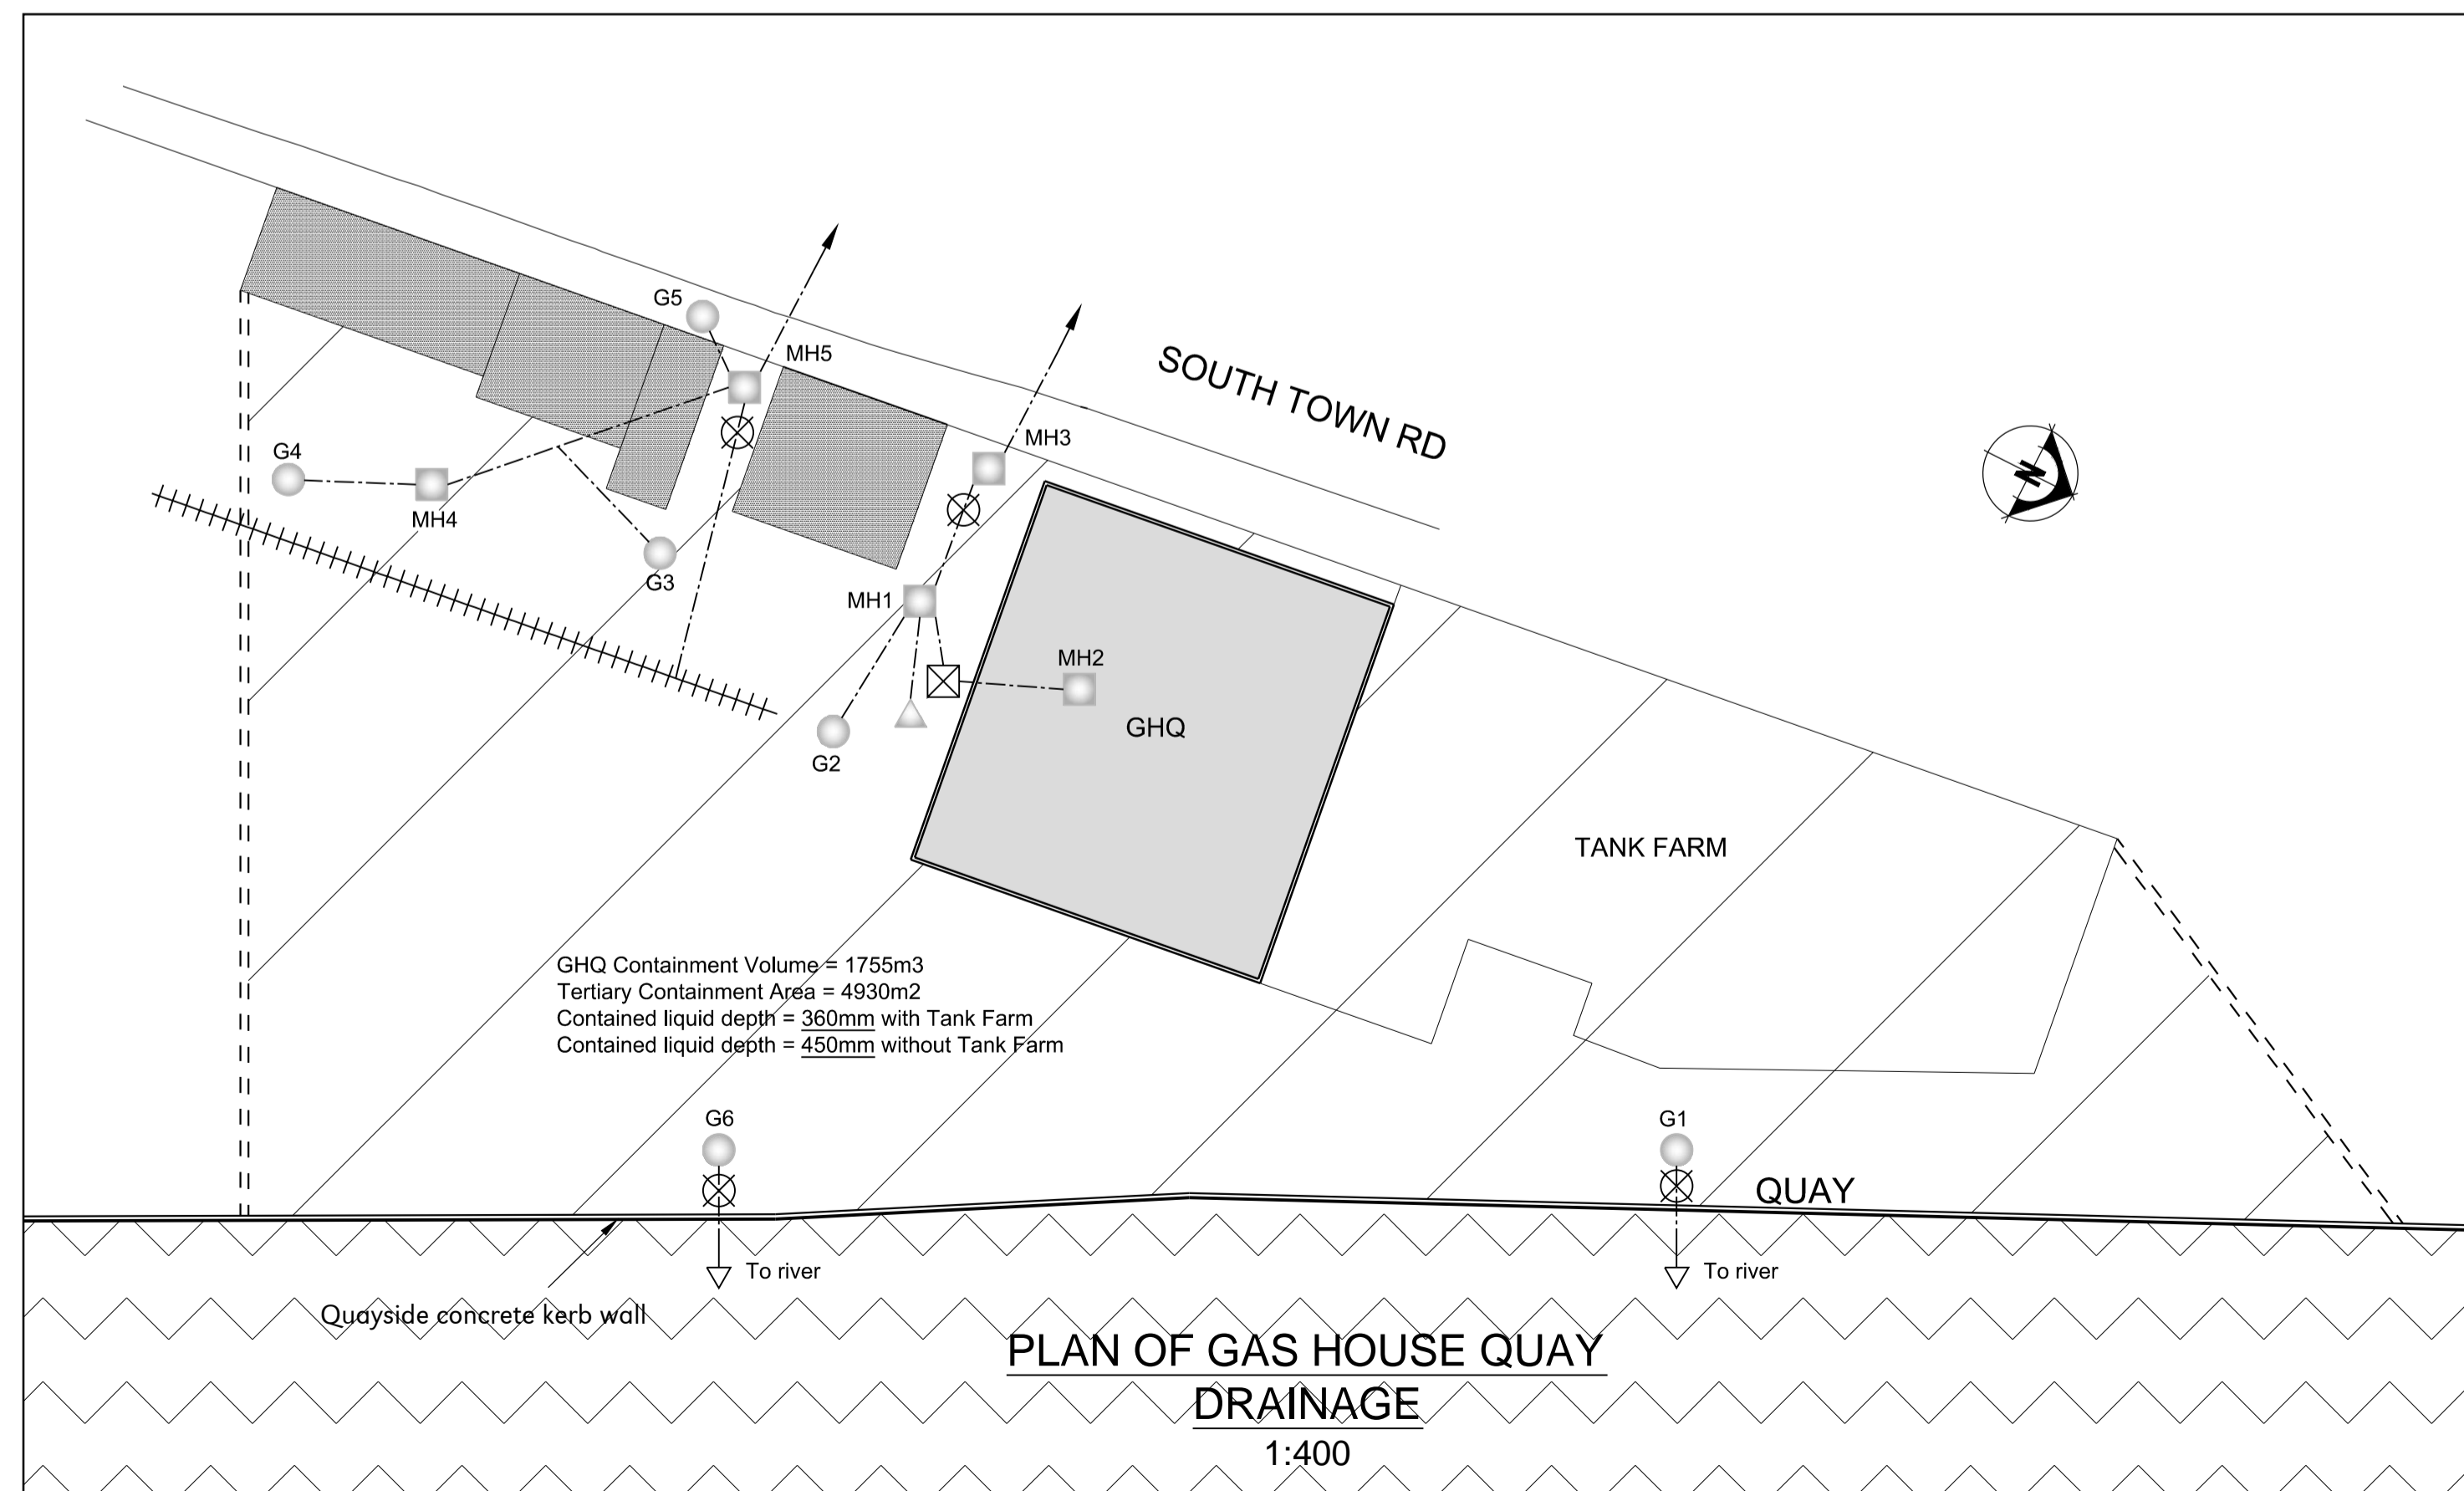 SOUTH TOWN RD
G5
MH5
MH3
G4
MH4
G3
N
MH1
MH2
GHQ
G2
TANK FARM
GHQ Containment Volume = 1755m3
Tertiary Containment Area = 4930m2
Contained liquid depth = 360mm with Tank Farm
Contained liquid depth = 450mm without Tank Farm
G6
G1
QUAY
To river
To river
Quayside concrete kerb wall
PLAN OF GAS HOUSE QUAY
DRAINAGE
1:400